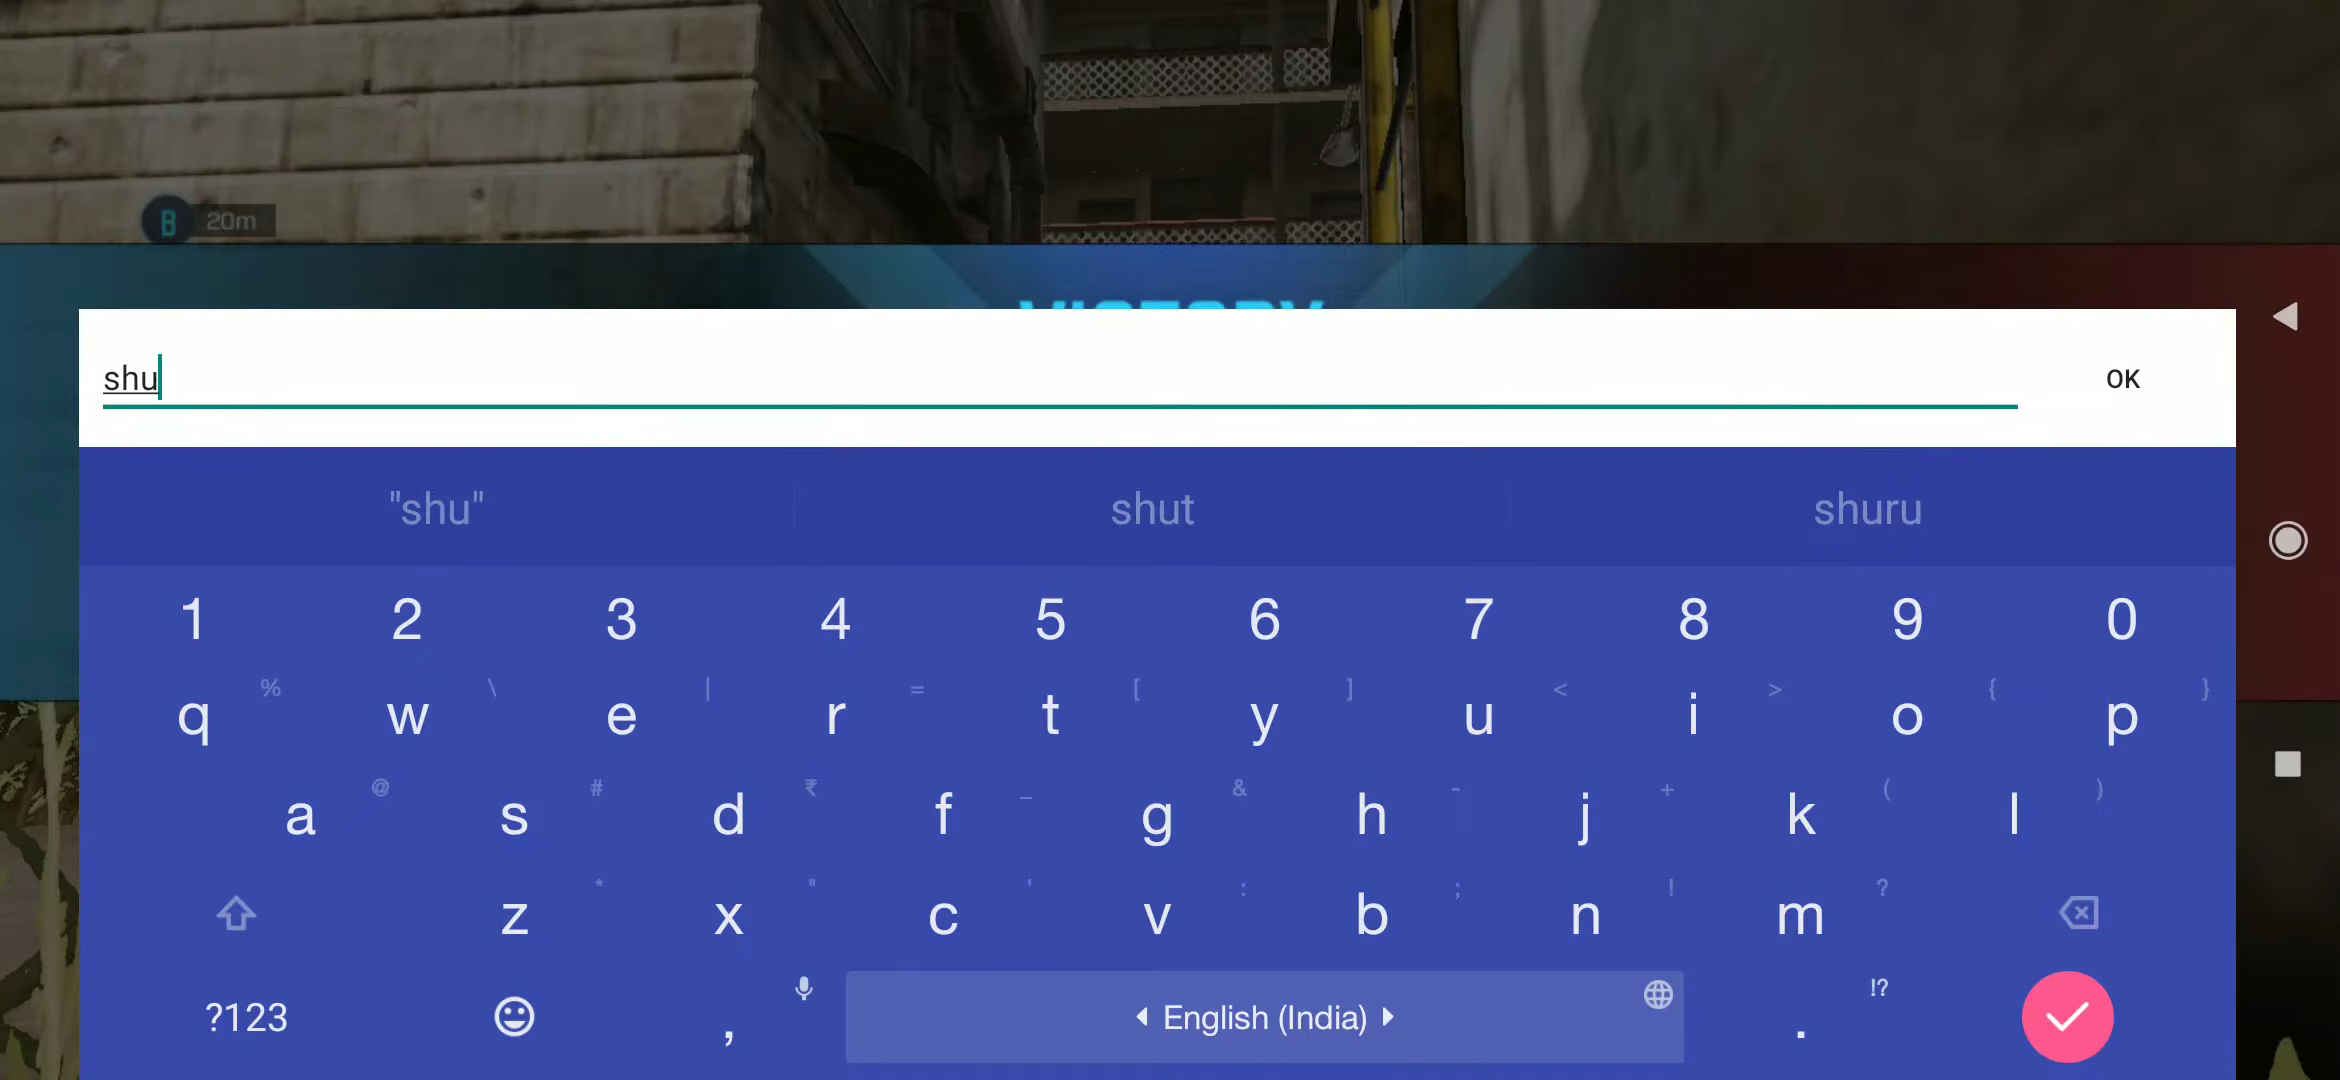 B 20m
VICTORY
shu OK
"shu" shut shuru
1 2 3 4 5 6 7 8 9 0
% \ | = [ ] < > { }
q w e r t y u i o p
@ # ₹ _ & - + ( )
a s d f g h j k l
* " ' : ; ! ?
z x c v b n m
!?
?123 , English (India) .